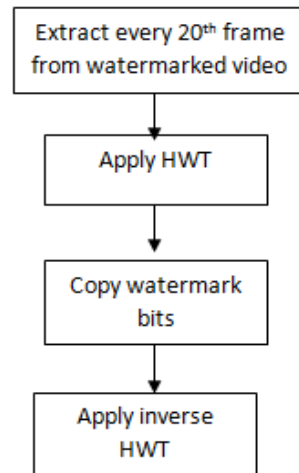 Extract every 20th frame
from watermarked video
Apply HWT
Copy watermark
bits
Apply inverse
HWT